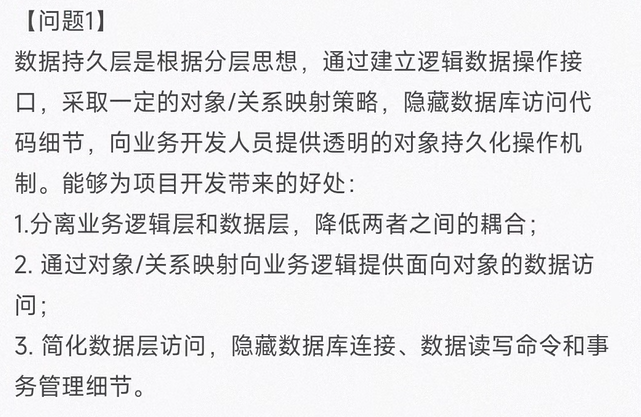 【问题1】
数据持久层是根据分层思想，通过建立逻辑数据操作接
口，采取一定的对象/关系映射策略，隐藏数据库访问代
码细节，向业务开发人员提供透明的对象持久化操作机
制。能够为项目开发带来的好处：
1.分离业务逻辑层和数据层，降低两者之间的耦合；
2. 通过对象/关系映射向业务逻辑提供面向对象的数据访
问；
3. 简化数据层访问，隐藏数据库连接、数据读写命令和事
务管理细节。